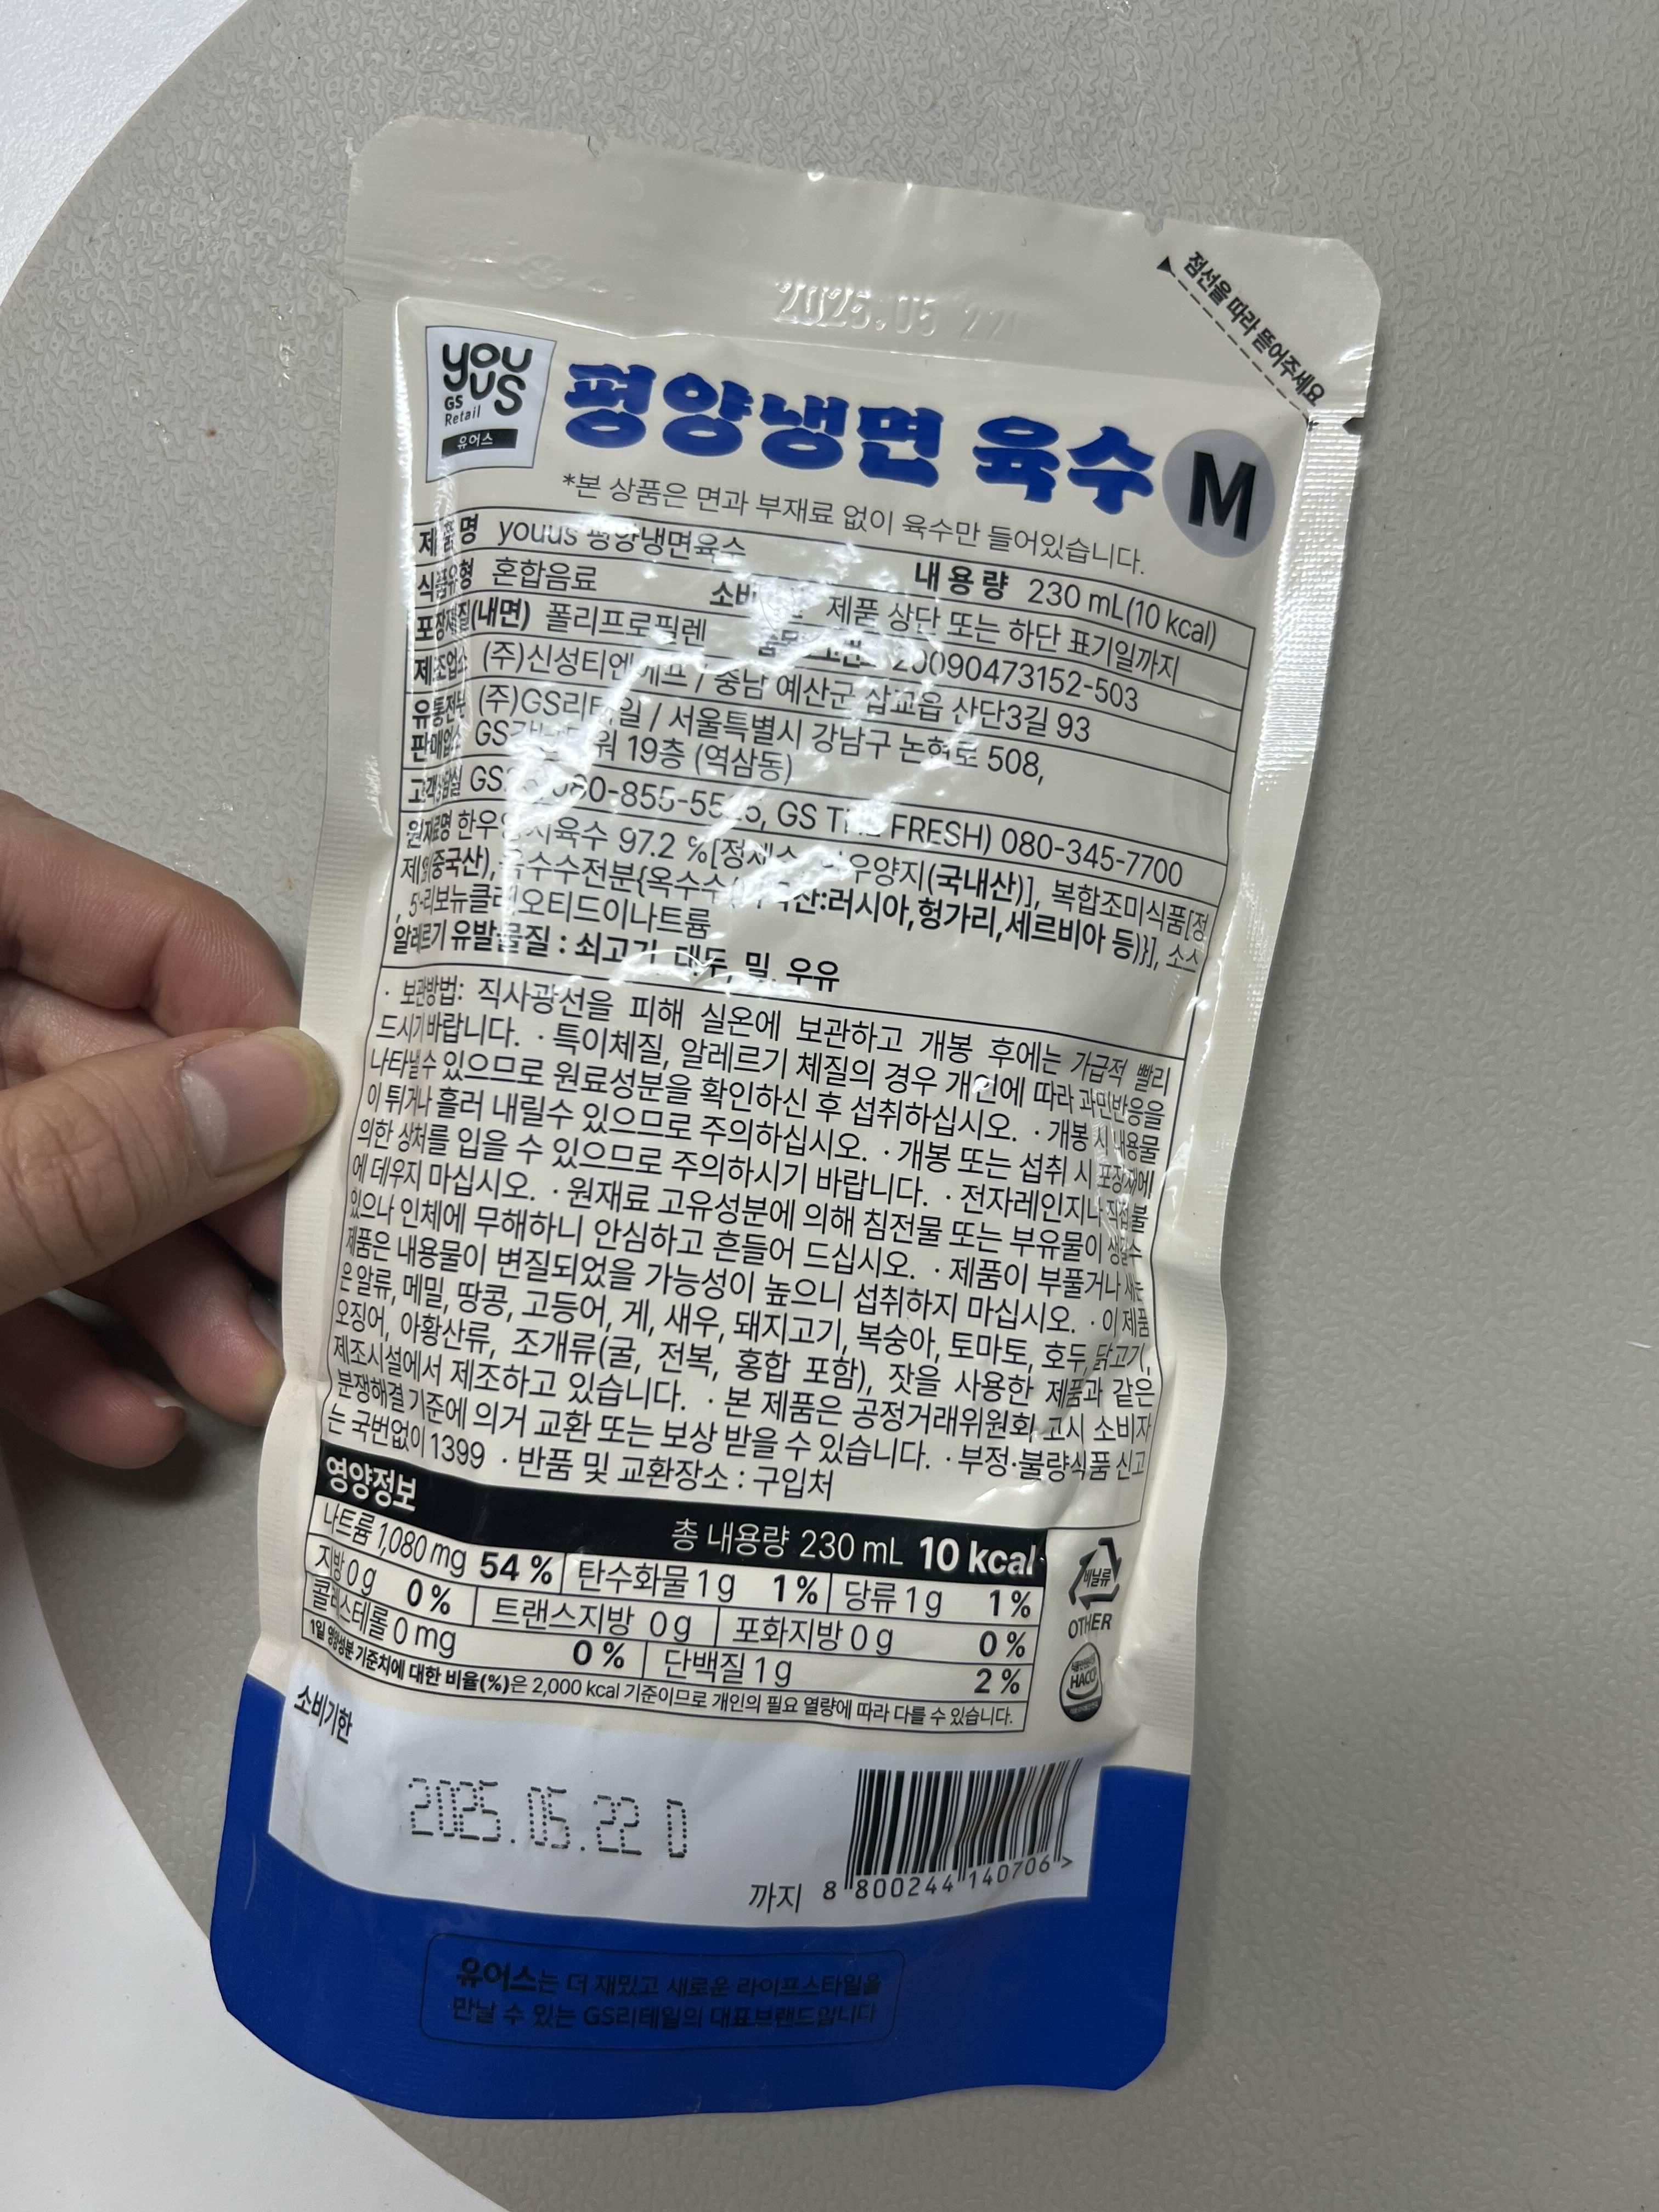 2025.05 22
점선을 따라 뜯어주세요
you us
GS Retail
유어스
평양냉면 육수 M
*본 상품은 면과 부재료 없이 육수만 들어있습니다.
제품명 youus 평양냉면육수 내용량 230 mL(10 kcal)
식품유형 혼합음료 제품 상단 또는 하단 표기일까지
포장재질(내면) 폴리프로필렌 20090473152-503
제조업소 (주)신성티엔에프 / 충남 예산군 삽교읍 산단3길 93
유통전문 (주)GS리테일 / 서울특별시 강남구 논현로 508,
판매업소 GS강남타워 19층 (역삼동)
고객상담실 080-855-5525, GS THE FRESH) 080-345-7700
원재료명 한우양지육수 97.2 %[정제수, 한우양지(국내산)], 복합조미식품[정
제염(중국산), 옥수수전분{옥수수(외국산:러시아,헝가리,세르비아 등)}], 소스
, 5'-리보뉴클레오티드이나트륨
알레르기 유발물질 : 쇠고기, 대두, 밀, 우유
· 보관방법: 직사광선을 피해 실온에 보관하고 개봉 후에는 가급적 빨리
드시기바랍니다. · 특이체질, 알레르기 체질의 경우 개인에 따라 과민반응을
나타낼수 있으므로 원료성분을 확인하신 후 섭취하십시오. · 개봉 시 내용물
이 튀거나 흘러 내릴수 있으므로 주의하십시오. · 개봉 또는 섭취 시 포장재에
의한 상처를 입을 수 있으므로 주의하시기 바랍니다. · 전자레인지나 직접불
에 데우지 마십시오. · 원재료 고유성분에 의해 침전물 또는 부유물이 생길수
있으나 인체에 무해하니 안심하고 흔들어 드십시오. · 제품이 부풀거나 새는
제품은 내용물이 변질되었을 가능성이 높으니 섭취하지 마십시오. · 이 제품
은 알류, 메밀, 땅콩, 고등어, 게, 새우, 돼지고기, 복숭아, 토마토, 호두, 닭고기,
오징어, 아황산류, 조개류(굴, 전복, 홍합 포함), 잣을 사용한 제품과 같은
제조시설에서 제조하고 있습니다. · 본 제품은 공정거래위원회 고시 소비자
분쟁해결 기준에 의거 교환 또는 보상 받을 수 있습니다. · 부정·불량식품 신고
는 국번없이 1399 · 반품 및 교환장소 : 구입처
영양정보 총 내용량 230 mL 10 kcal
나트륨 1,080 mg 54 % 탄수화물 1 g 1 % 당류 1 g 1 %
지방 0 g 0 % 트랜스지방 0 g 포화지방 0 g 0 %
콜레스테롤 0 mg 0 % 단백질 1 g 2 %
1일 영양성분 기준치에 대한 비율(%)은 2,000 kcal 기준이므로 개인의 필요 열량에 따라 다를 수 있습니다.
비닐류
OTHER
HACCP
소비기한
2025.05.22 0
까지
8 800244 140706 >
유어스는 더 재밌고 새로운 라이프스타일을
만날 수 있는 GS리테일의 대표브랜드입니다